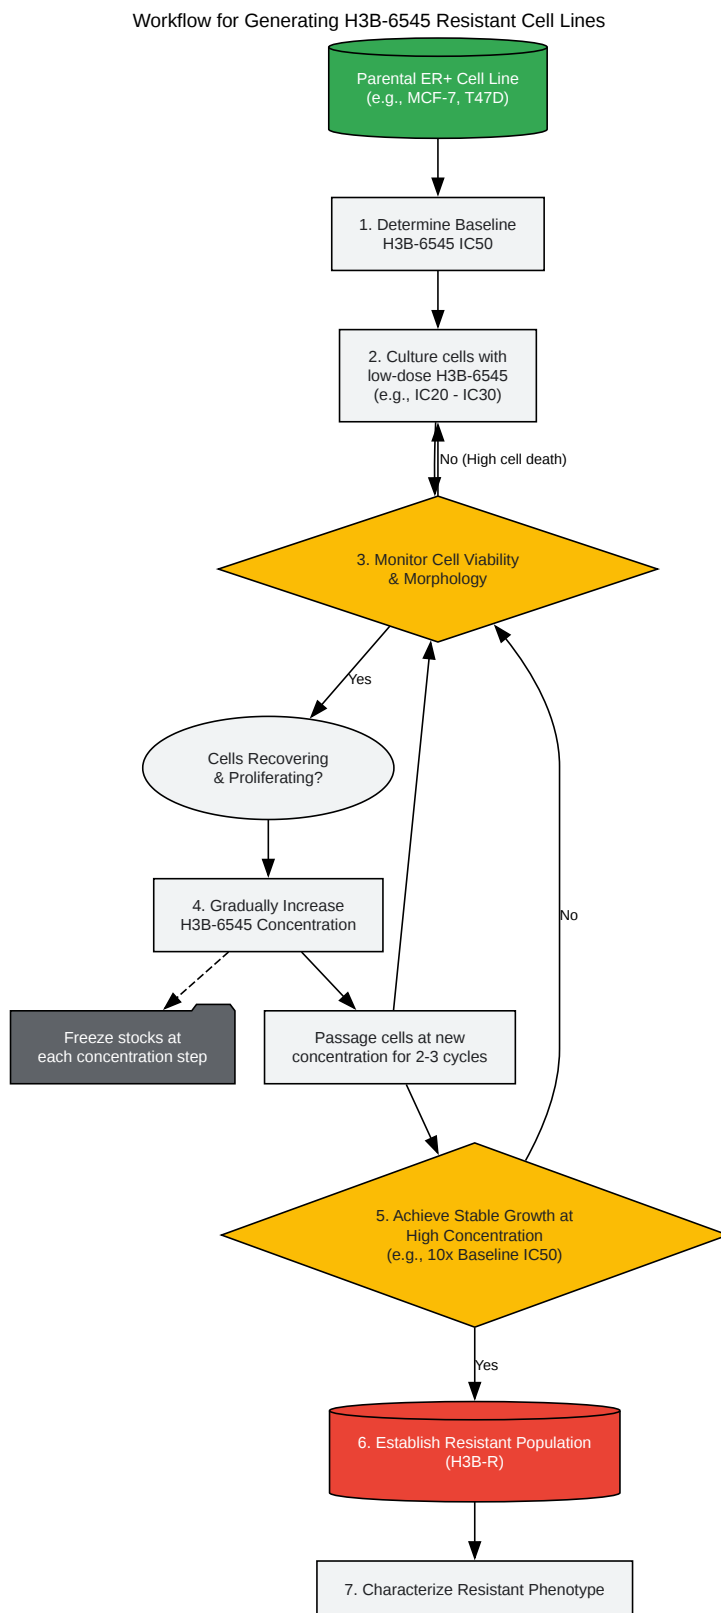 Workflow for Generating H3B-6545 Resistant Cell Lines
Parental ER+ Cell Line
(e.g., MCF-7, T47D)
1. Determine Baseline
H3B-6545 IC50
2. Culture cells with
low-dose H3B-6545
(e.g., IC20 - IC30)
No (High cell death)
3. Monitor Cell Viability
& Morphology
Yes
Cells Recovering
& Proliferating?
4. Gradually Increase
H3B-6545 Concentration
No
Freeze stocks at
each concentration step
Passage cells at new
concentration for 2-3 cycles
5. Achieve Stable Growth at
High Concentration
(e.g., 10x Baseline IC50)
Yes
6. Establish Resistant Population
(H3B-R)
7. Characterize Resistant Phenotype